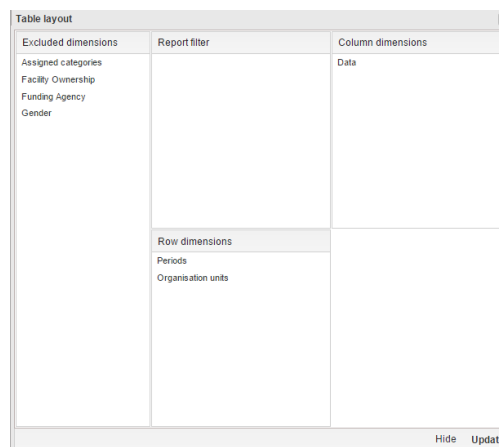 Table layout
Excluded dimensions
Assigned categories
Facility Ownership
Funding Agency
Gender
Report filter
Column dimensions
Data
Row dimensions
Periods
Organisation units
Hide Updat